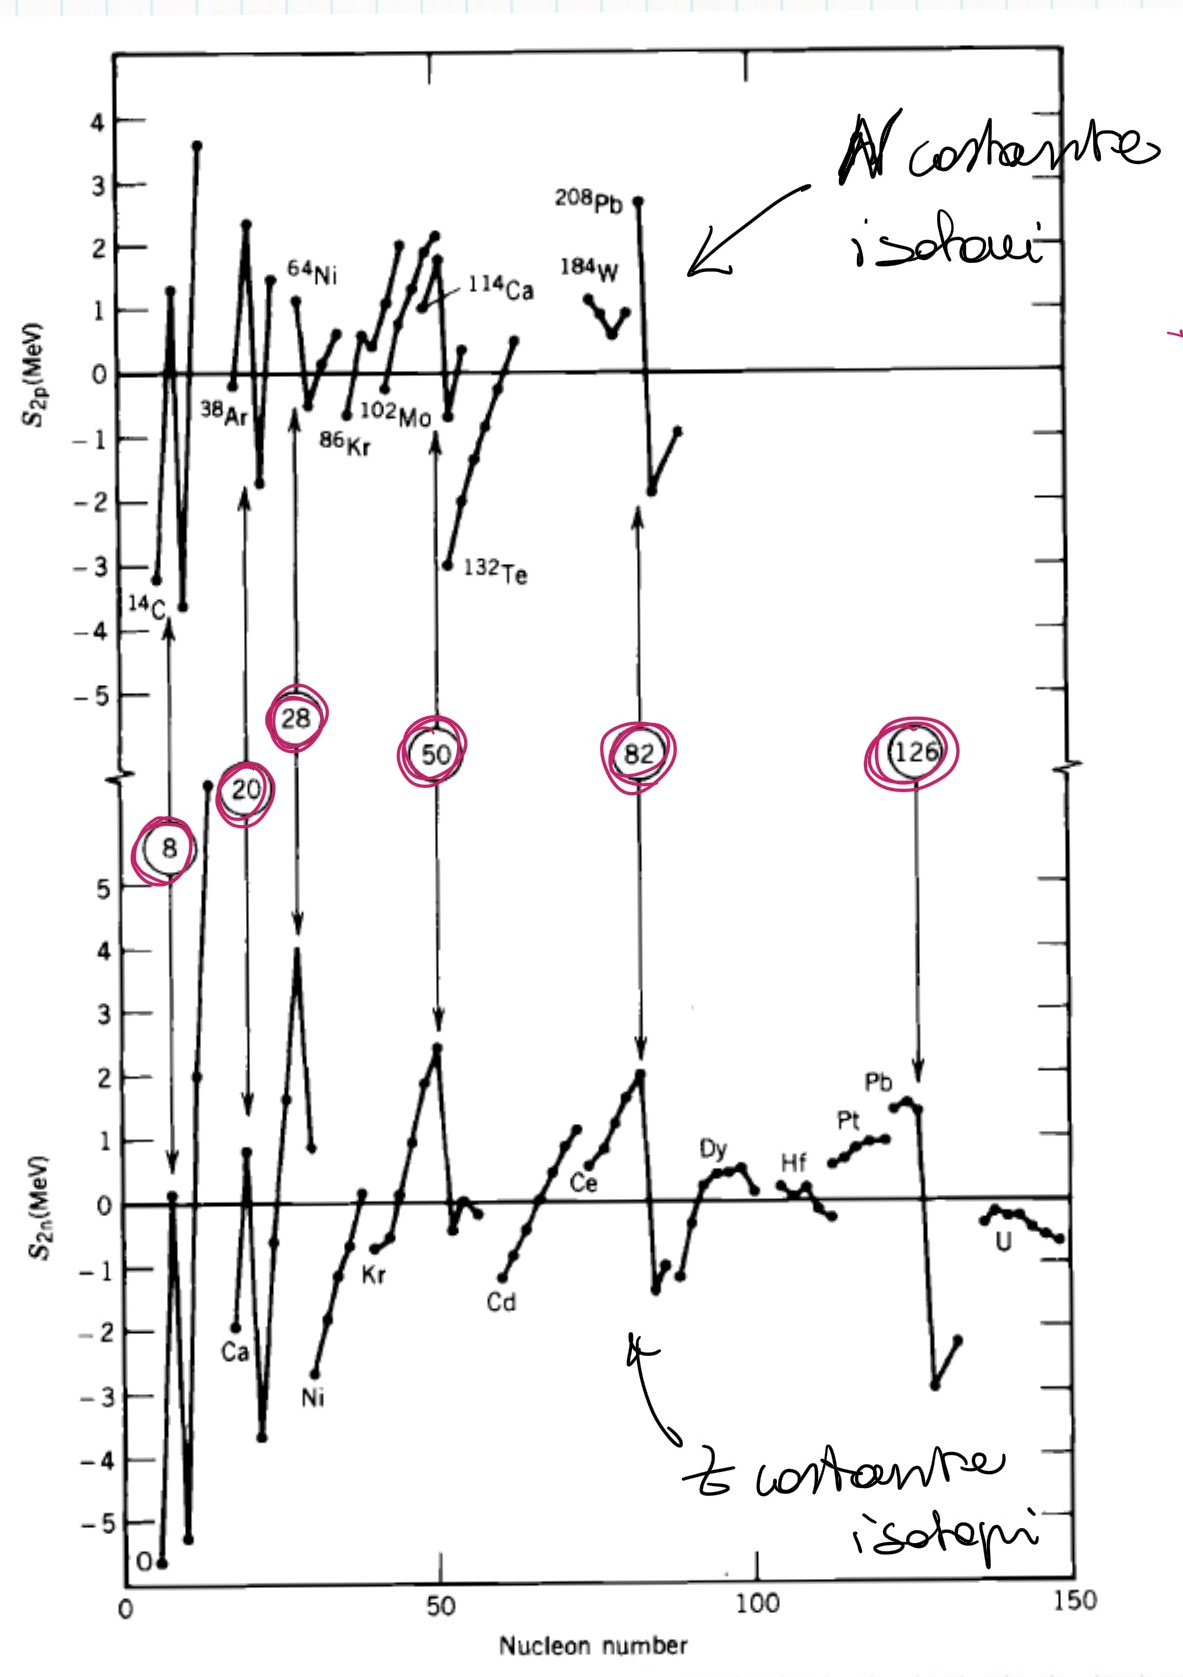 4
3
2
1
0
−1
−2
−3
−4
−5
S2p(MeV)
14C
38Ar
64Ni
86Kr
102Mo
114Ca
132Te
184W
208Pb
N costante
isotoni
8
20
28
50
82
126
5
4
3
2
1
0
−1
−2
−3
−4
−5
S2n(MeV)
O
Ca
Ni
Kr
Cd
Ce
Dy
Hf
Pt
Pb
U
Z costante
isotopi
0
50
100
150
Nucleon number